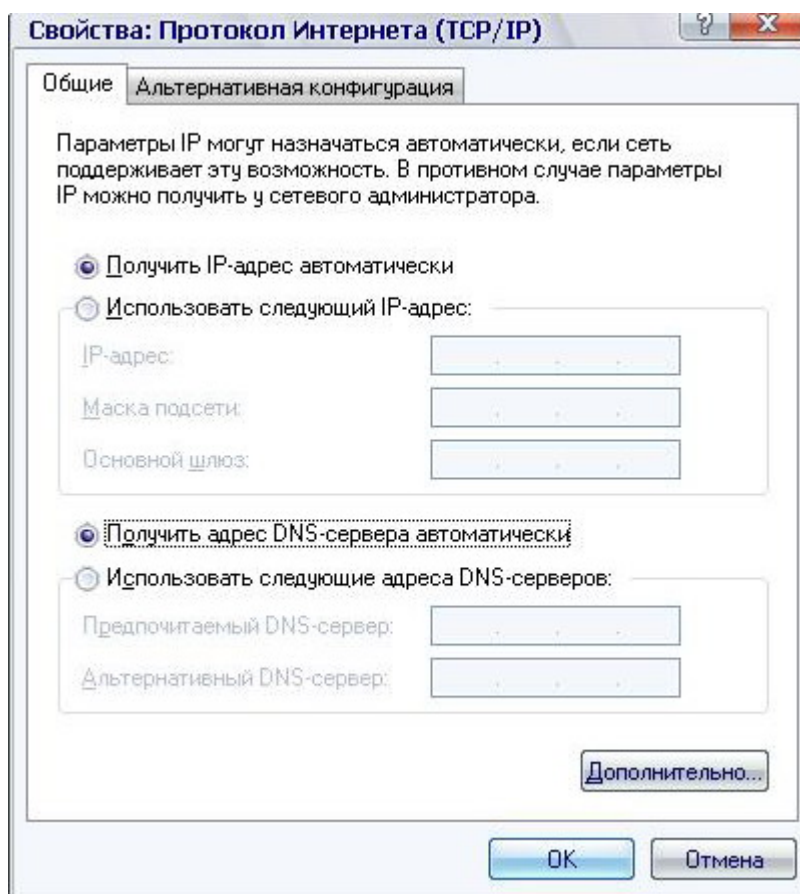 Свойства: Протокол Интернета (TCP/IP)
?
Общие
Альтернативная конфигурация
Параметры IP могут назначаться автоматически, если сеть
поддерживает эту возможность. В противном случае параметры
IP можно получить у сетевого администратора.
Получить IP-адрес автоматически
Использовать следующий IP-адрес:
IP-адрес:
Маска подсети:
Основной шлюз:
Получить адрес DNS-сервера автоматически
Использовать следующие адреса DNS-серверов:
Предпочитаемый DNS-сервер:
Альтернативный DNS-сервер:
Дополнительно...
OK
Отмена